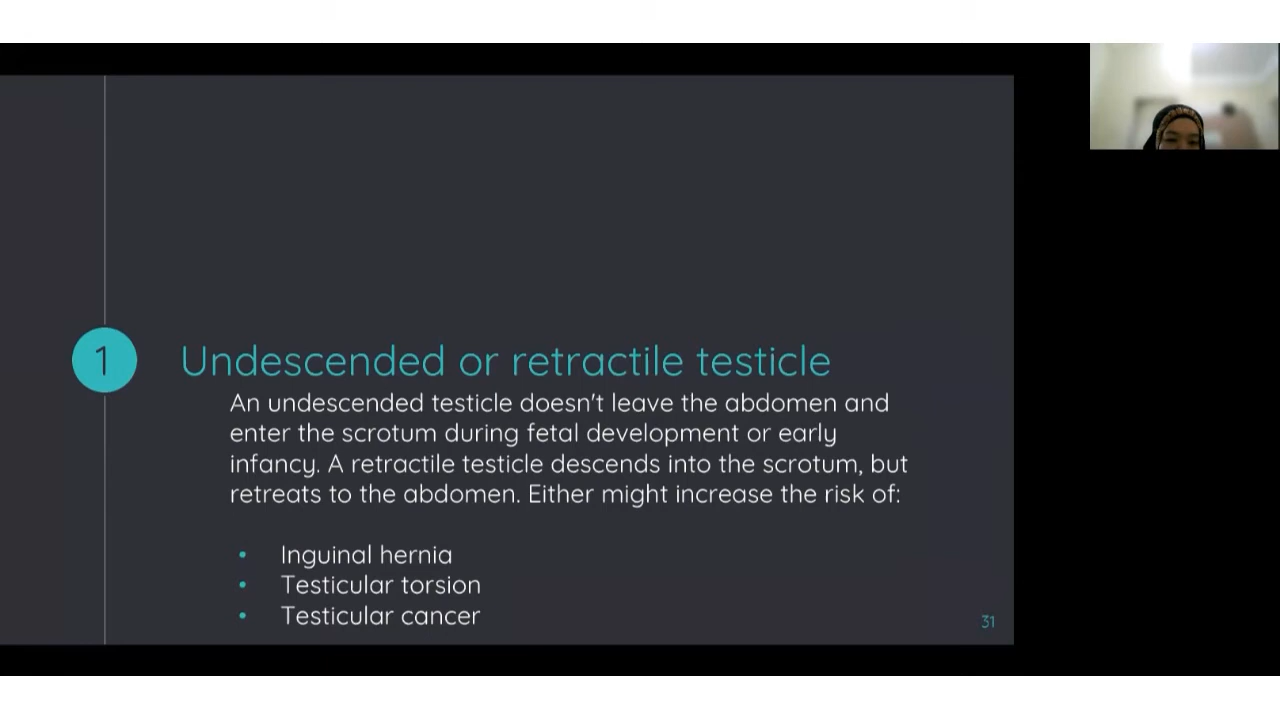 1
Undescended or retractile testicle
An undescended testicle doesn't leave the abdomen and
enter the scrotum during fetal development or early
infancy. A retractile testicle descends into the scrotum, but
retreats to the abdomen. Either might increase the risk of:
• Inguinal hernia
• Testicular torsion
• Testicular cancer
31